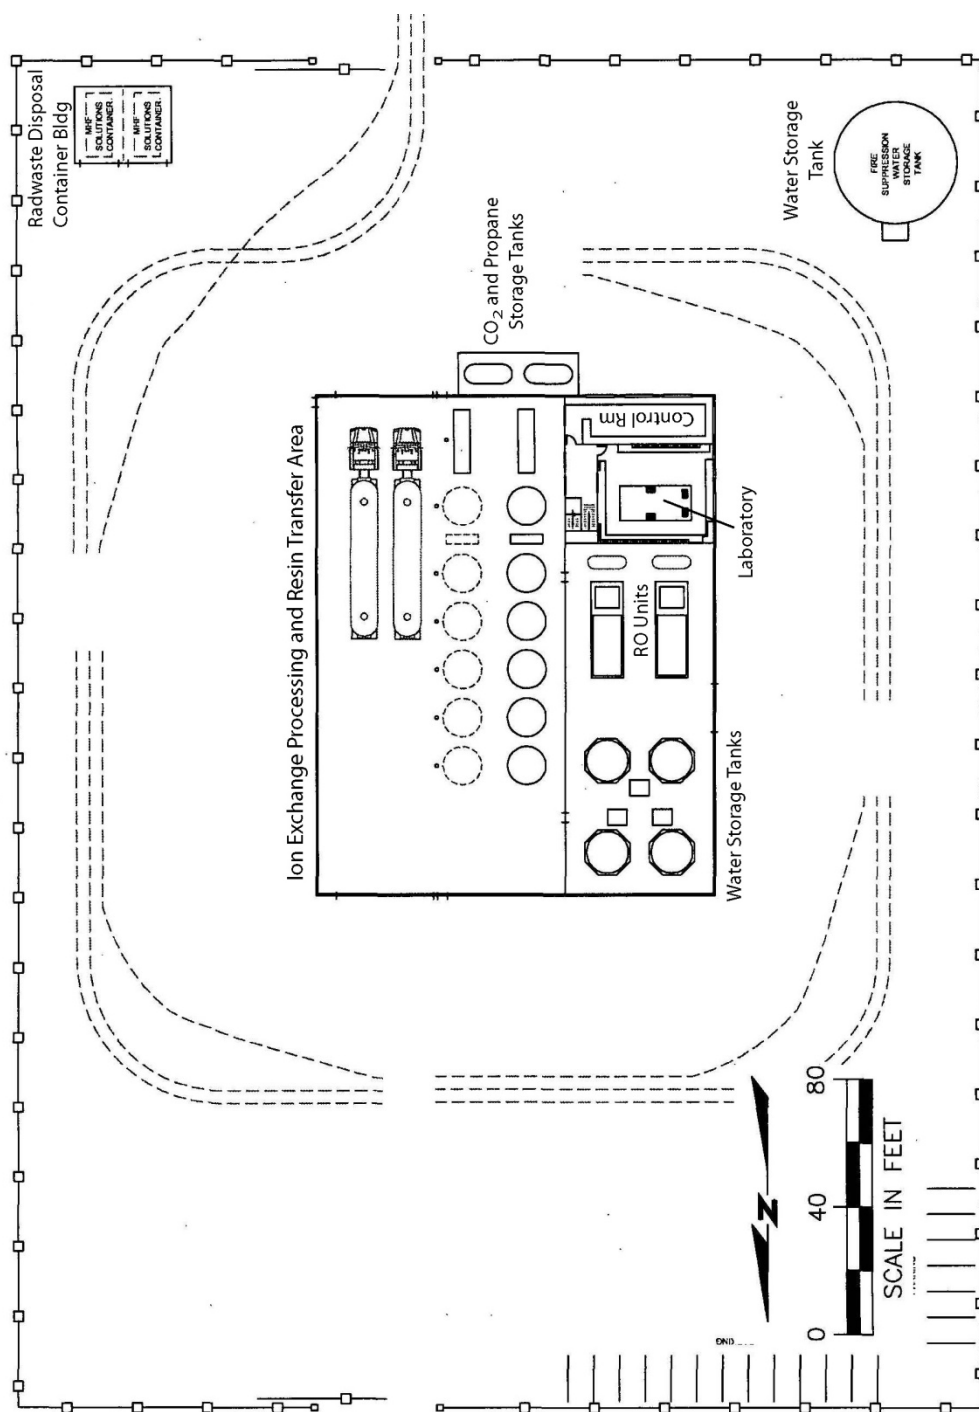 Radwaste Disposal
Container Bldg
MHF
SOLUTIONS
CONTAINER.
MHF
SOLUTIONS
CONTAINER.
Water Storage
Tank
FIRE
SUPPRESSION
WATER
STORAGE
TANK
CO2 and Propane
Storage Tanks
Ion Exchange Processing and Resin Transfer Area
Control Rm
Laboratory
RO Units
Water Storage Tanks
N
0 40 80
SCALE IN FEET